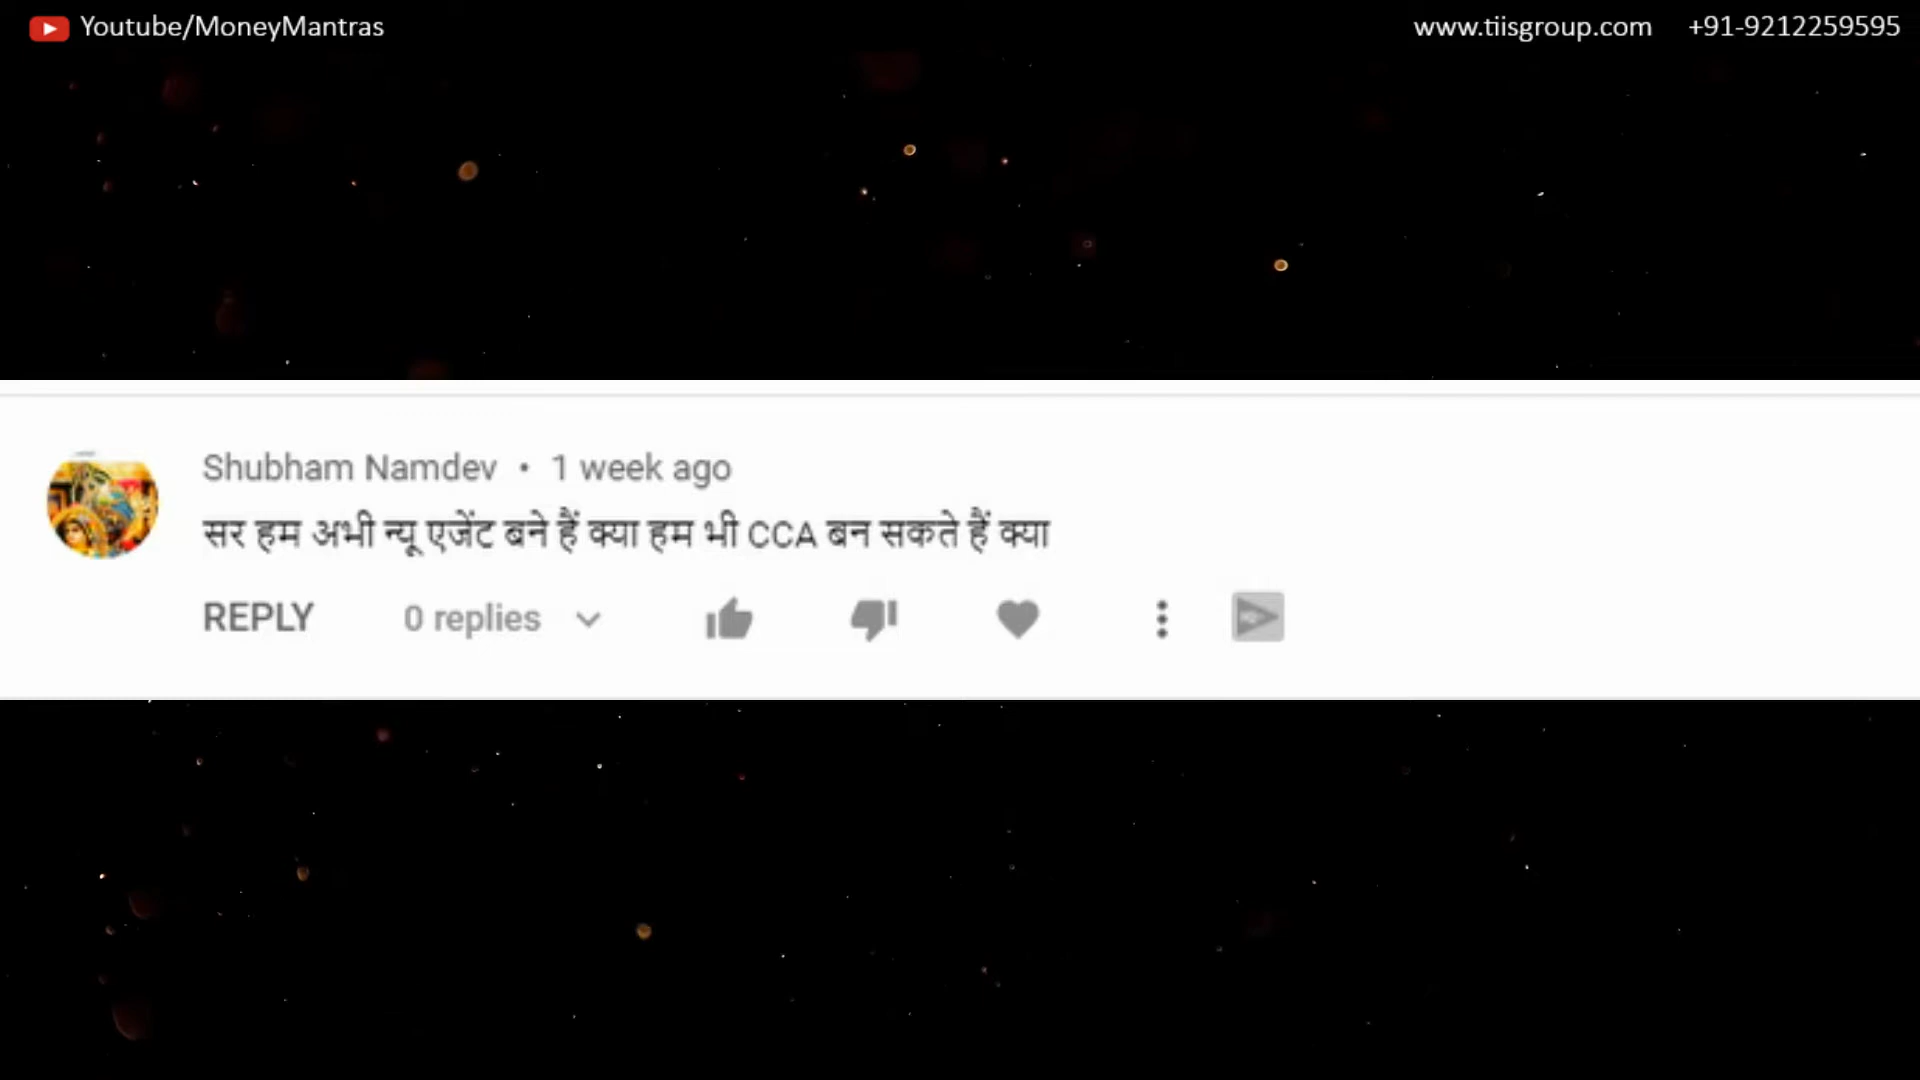 Youtube/MoneyMantras
www.tiisgroup.com +91-9212259595
Shubham Namdev • 1 week ago
सर हम अभी न्यू एजेंट बने हैं क्या हम भी CCA बन सकते हैं क्या
REPLY 0 replies